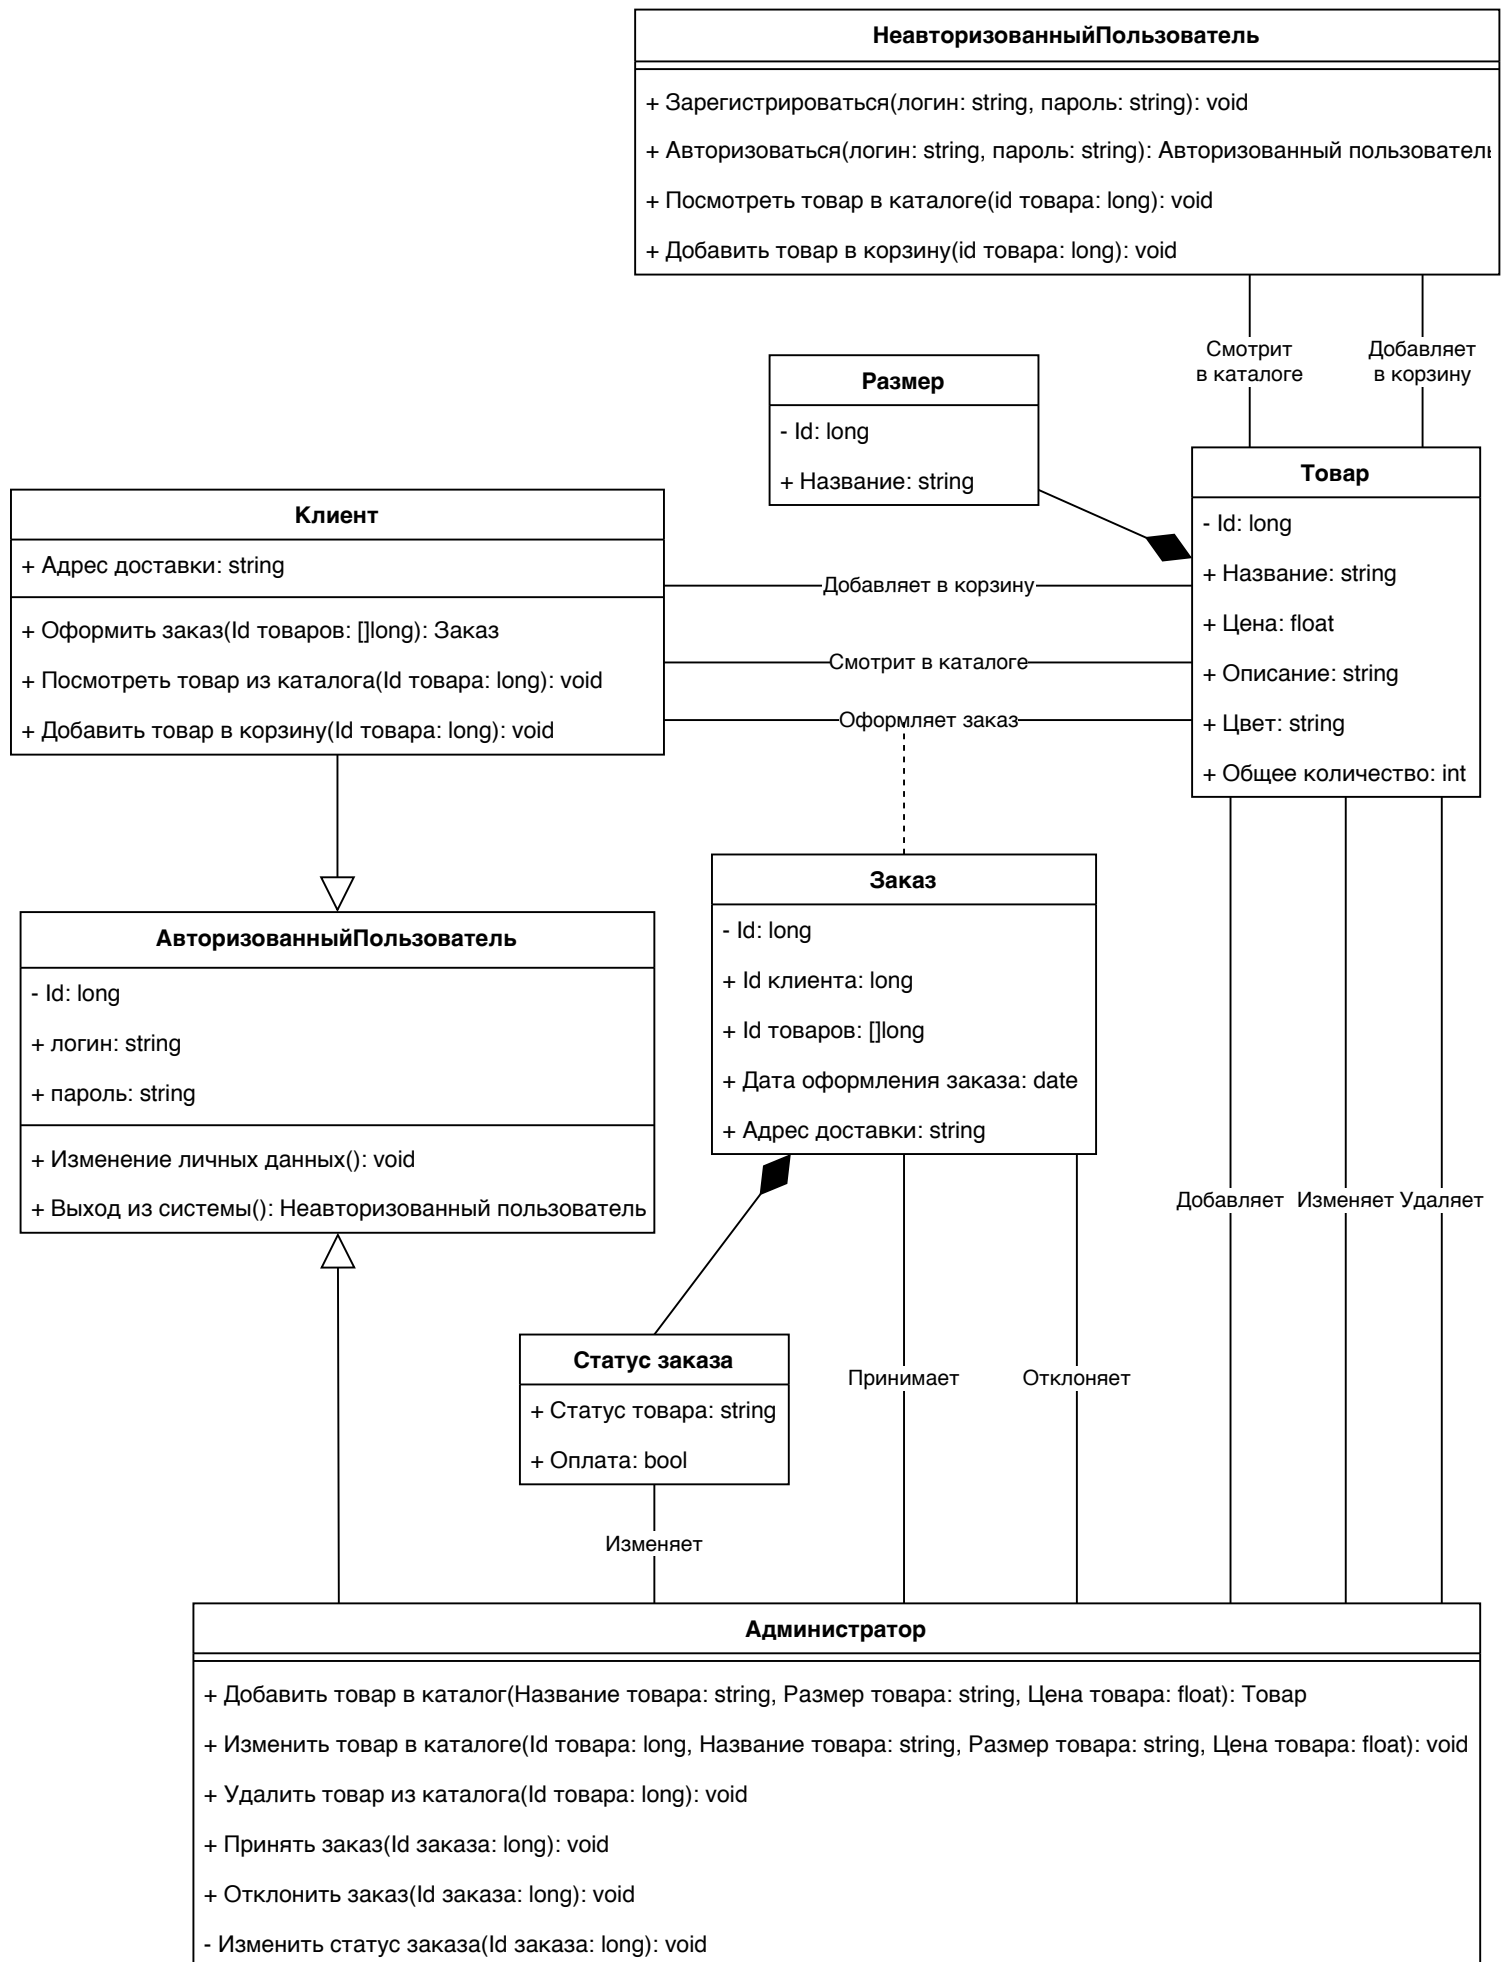 НеавторизованныйПользователь
+ Зарегистрироваться(логин: string, пароль: string): void
+ Авторизоваться(логин: string, пароль: string): Авторизованный пользователь
+ Посмотреть товар в каталоге(id товара: long): void
+ Добавить товар в корзину(id товара: long): void
Смотрит
в каталоге
Добавляет
в корзину
Размер
- Id: long
+ Название: string
Товар
- Id: long
+ Название: string
+ Цена: float
+ Описание: string
+ Цвет: string
+ Общее количество: int
Клиент
+ Адрес доставки: string
+ Оформить заказ(Id товаров: []long): Заказ
+ Посмотреть товар из каталога(Id товара: long): void
+ Добавить товар в корзину(Id товара: long): void
Добавляет в корзину
Смотрит в каталоге
Оформляет заказ
Заказ
- Id: long
+ Id клиента: long
+ Id товаров: []long
+ Дата оформления заказа: date
+ Адрес доставки: string
АвторизованныйПользователь
- Id: long
+ логин: string
+ пароль: string
+ Изменение личных данных(): void
+ Выход из системы(): Неавторизованный пользователь
Добавляет
Изменяет
Удаляет
Статус заказа
+ Статус товара: string
+ Оплата: bool
Принимает
Отклоняет
Изменяет
Администратор
+ Добавить товар в каталог(Название товара: string, Размер товара: string, Цена товара: float): Товар
+ Изменить товар в каталоге(Id товара: long, Название товара: string, Размер товара: string, Цена товара: float): void
+ Удалить товар из каталога(Id товара: long): void
+ Принять заказ(Id заказа: long): void
+ Отклонить заказ(Id заказа: long): void
- Изменить статус заказа(Id заказа: long): void